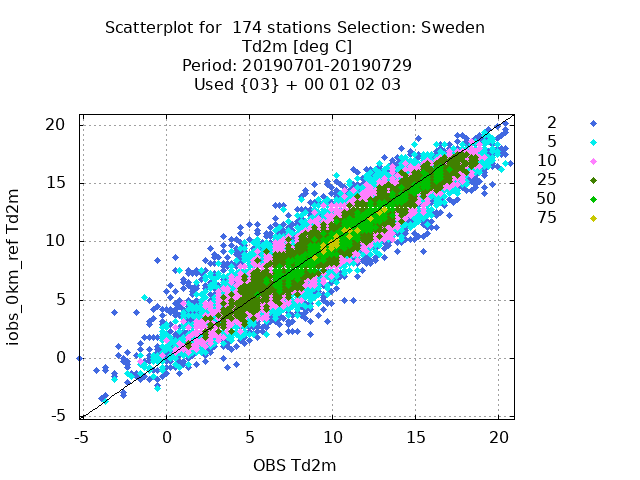 Scatterplot for  174 stations Selection: Sweden
Td2m [deg C]
Period: 20190701-20190729
Used {03} + 00 01 02 03
2
5
10
25
50
75
20
15
10
5
0
-5
iobs_0km_ref Td2m
-5 0 5 10 15 20
OBS Td2m